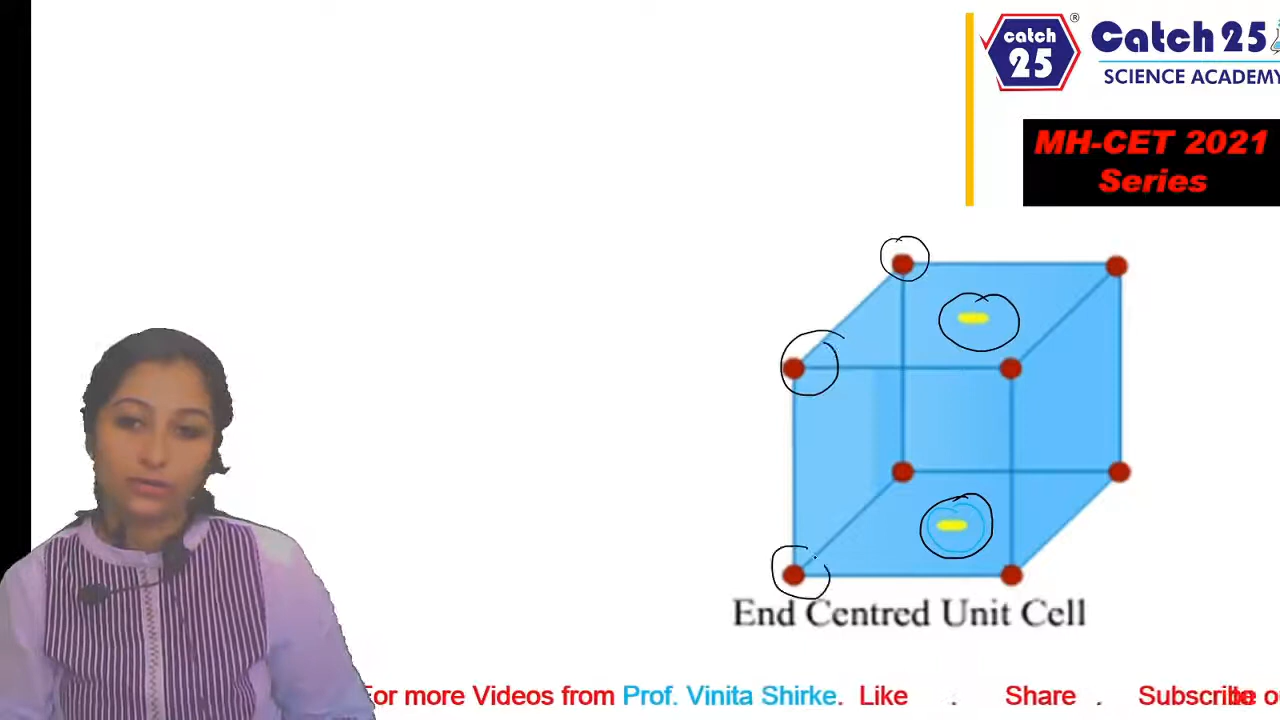 catch
25
®
Catch 25
SCIENCE ACADEMY
MH-CET 2021
Series
End Centred Unit Cell
For more Videos from Prof. Vinita Shirke. Like . Share . Subscribe